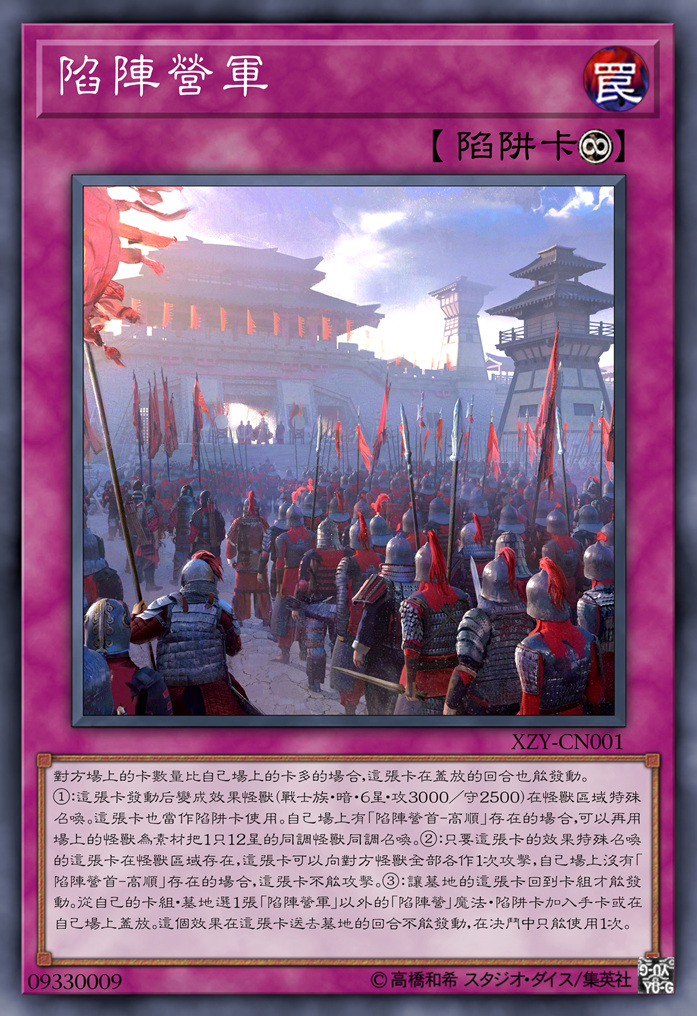 陷陣營軍
罠
【陷阱卡♾】
XZY-CN001
對方場上的卡數量比自己場上的卡多的場合,這張卡在蓋放的回合也能發動。
①:這張卡發動后變成效果怪獸(戰士族・暗・6星・攻3000／守2500)在怪獸區域特殊
召喚。這張卡也當作陷阱卡使用。自己場上有「陷陣營首-高順」存在的場合,可以再用
場上的怪獸為素材把1只12星的同調怪獸同調召喚。②:只要這張卡的效果特殊召喚
的這張卡在怪獸區域存在,這張卡可以向對方怪獸全部各作1次攻擊,自己場上沒有「
陷陣營首-高順」存在的場合,這張卡不能攻擊。③:讓墓地的這張卡回到卡組才能發
動。從自己的卡組・墓地選1張「陷陣營軍」以外的「陷陣營」魔法・陷阱卡加入手卡或在
自己場上蓋放。這個效果在這張卡送去墓地的回合不能發動,在決鬥中只能使用1次。
09330009
©高橋和希 スタジオ・ダイス/集英社